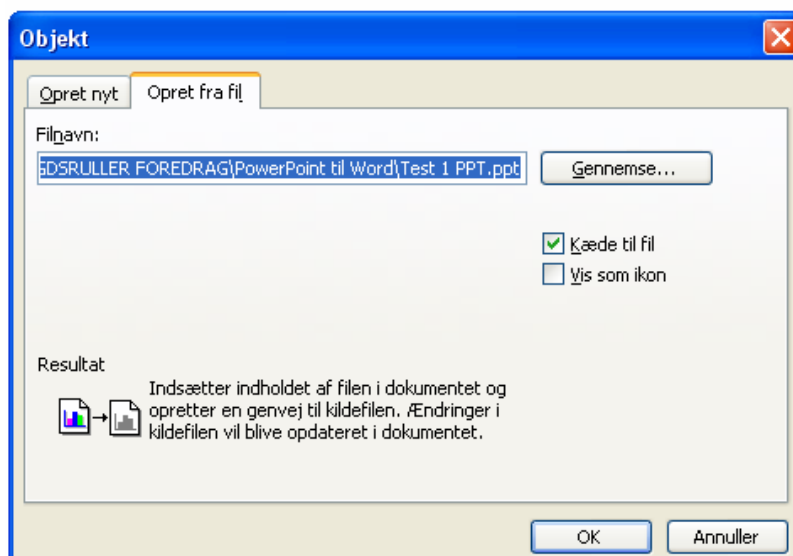 Objekt
Opret nyt
Opret fra fil
Filnavn:
GDSRULLER FOREDRAG\PowerPoint til Word\Test 1 PPT.ppt
Gennemse...
Kæde til fil
Vis som ikon
Resultat
Indsætter indholdet af filen i dokumentet og
opretter en genvej til kildefilen. Ændringer i
kildefilen vil blive opdateret i dokumentet.
OK
Annuller